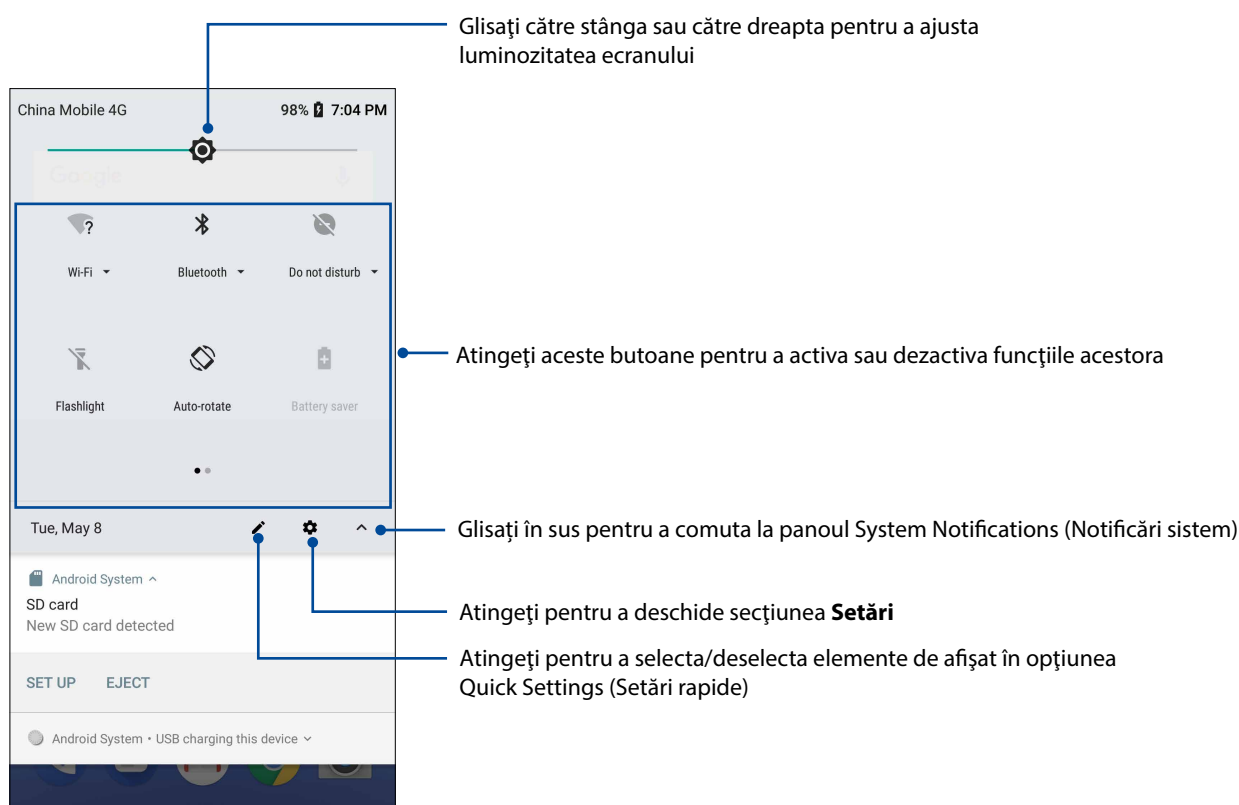 Glisaţi către stânga sau către dreapta pentru a ajusta
luminozitatea ecranului
China Mobile 4G
98% 7:04 PM
Google
Wi-Fi
Bluetooth
Do not disturb
Atingeţi aceste butoane pentru a activa sau dezactiva funcţiile acestora
Flashlight
Auto-rotate
Battery saver
Tue, May 8
Glisați în sus pentru a comuta la panoul System Notifications (Notificări sistem)
Android System
SD card
New SD card detected
Atingeţi pentru a deschide secţiunea Setări
Atingeţi pentru a selecta/deselecta elemente de afişat în opţiunea
Quick Settings (Setări rapide)
SET UP EJECT
Android System • USB charging this device